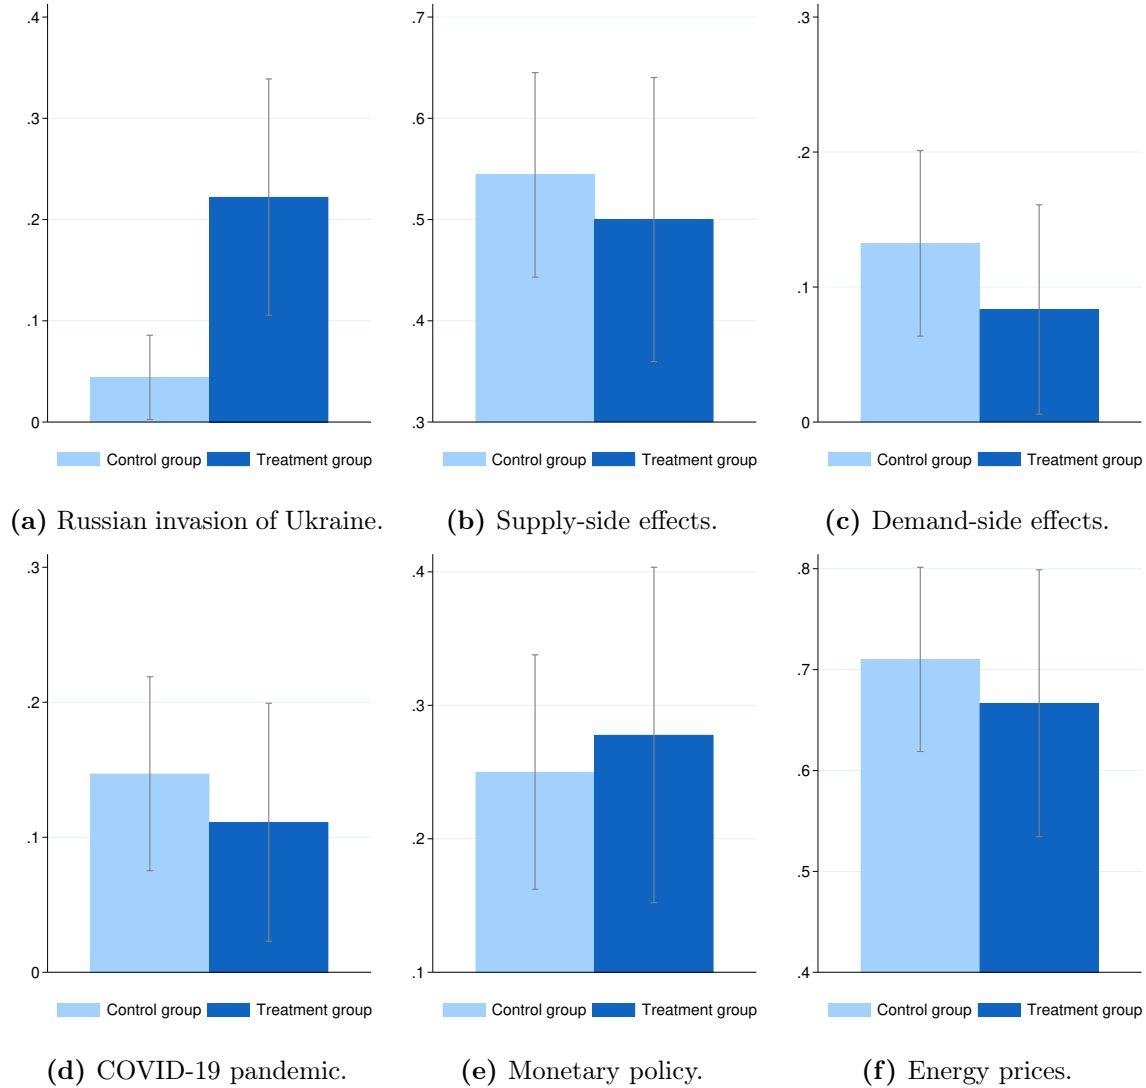 .4
.3
.2
.1
0
Control group Treatment group
(a) Russian invasion of Ukraine.
.7
.6
.5
.4
.3
Control group Treatment group
(b) Supply-side effects.
.3
.2
.1
0
Control group Treatment group
(c) Demand-side effects.
.3
.2
.1
0
Control group Treatment group
(d) COVID-19 pandemic.
.4
.3
.2
.1
Control group Treatment group
(e) Monetary policy.
.8
.7
.6
.5
.4
Control group Treatment group
(f) Energy prices.